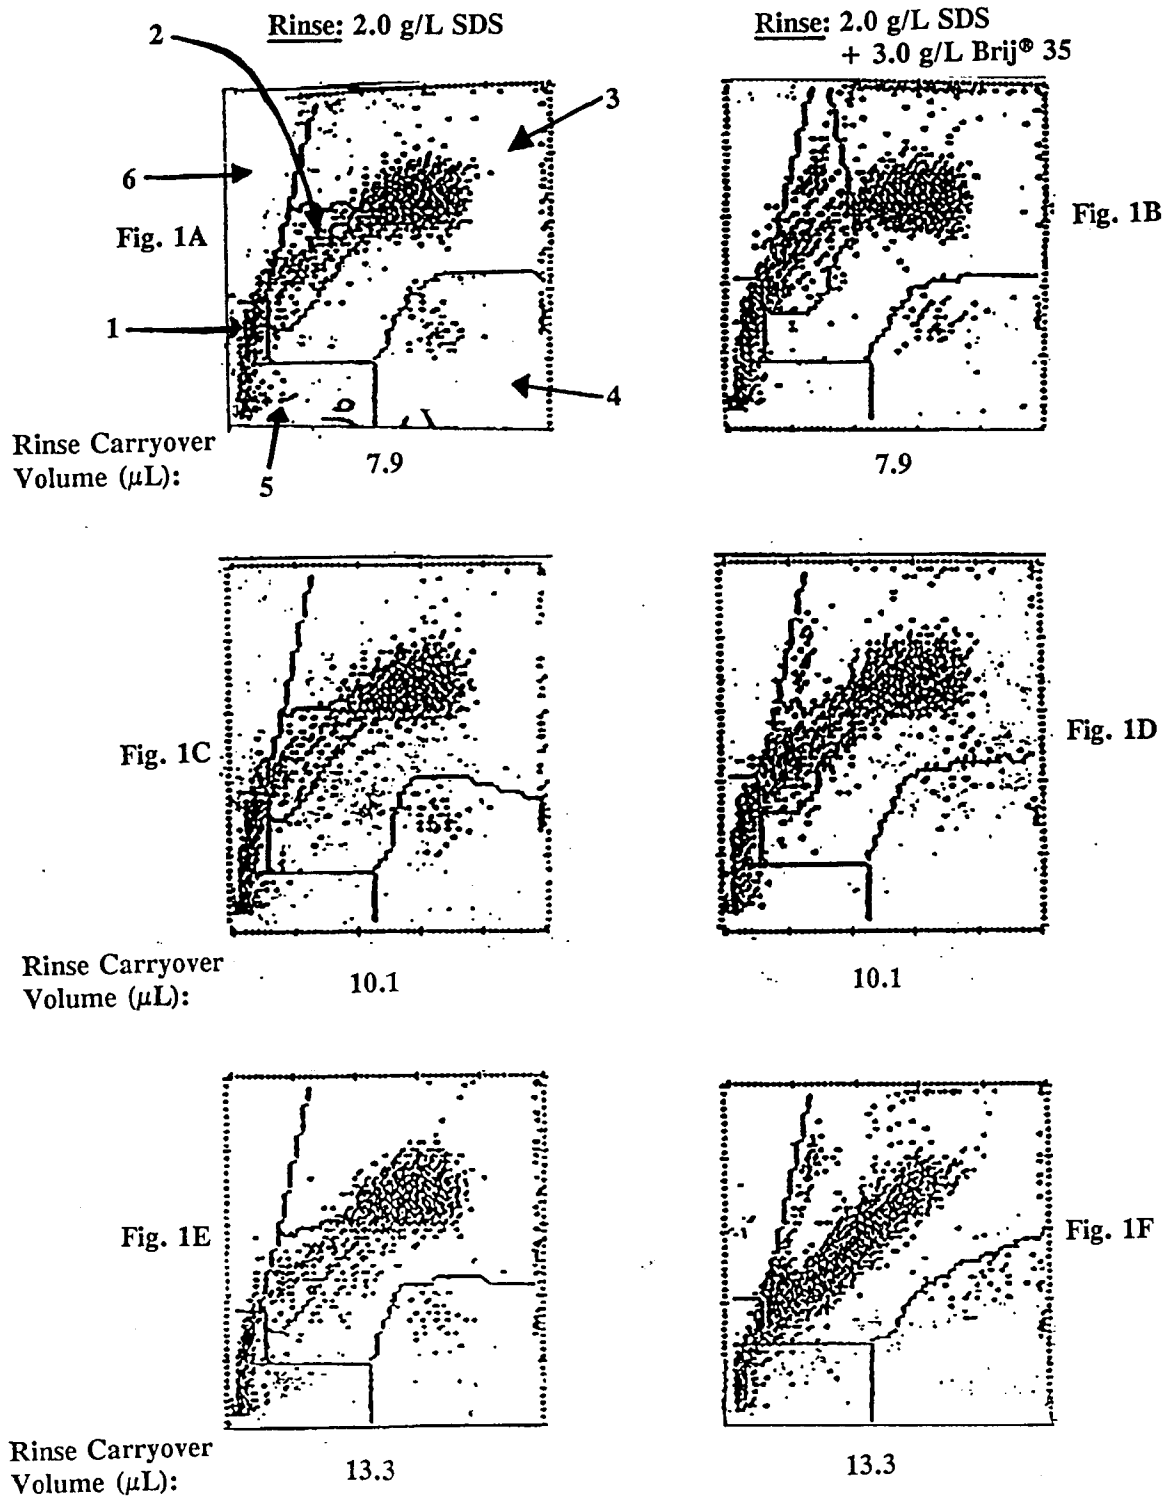 Rinse: 2.0 g/L SDS
Rinse: 2.0 g/L SDS
+ 3.0 g/L Brij® 35
2
3
6
Fig. 1A
Fig. 1B
1
4
5
Rinse Carryover
Volume (μL):
7.9
7.9
Fig. 1C
Fig. 1D
Rinse Carryover
Volume (μL):
10.1
10.1
Fig. 1E
Fig. 1F
Rinse Carryover
Volume (μL):
13.3
13.3